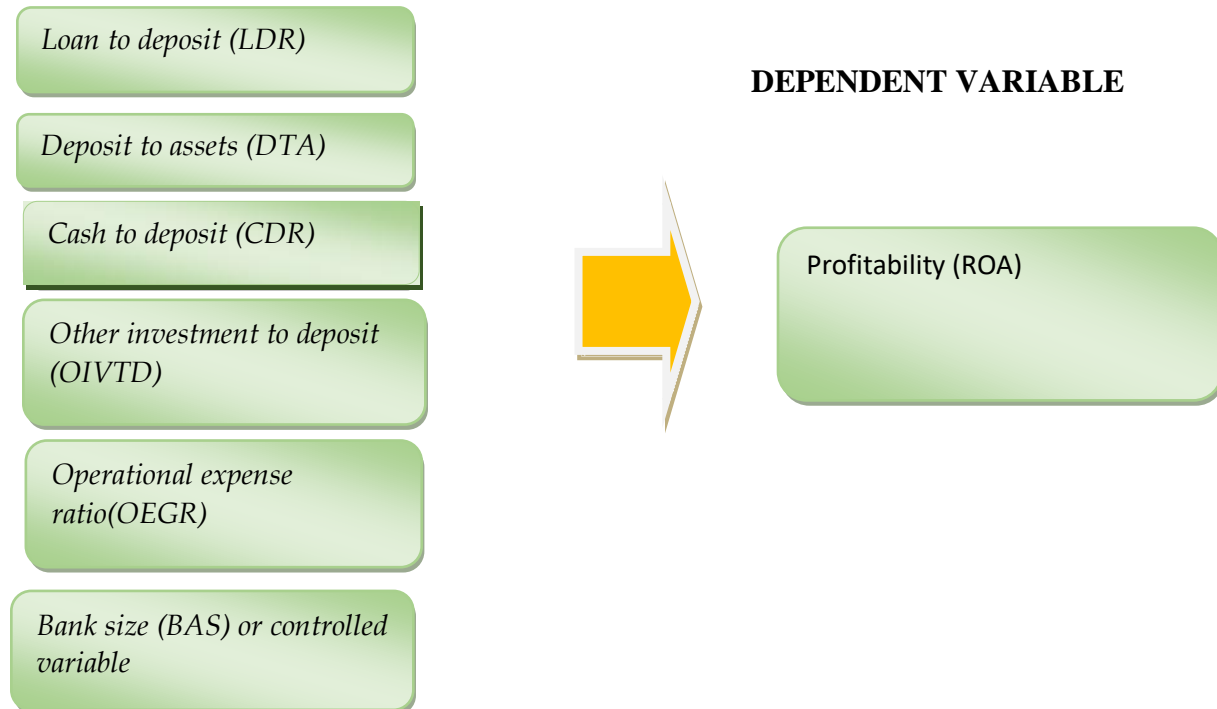 Loan to deposit (LDR)
DEPENDENT VARIABLE
Deposit to assets (DTA)
Cash to deposit (CDR)
Profitability (ROA)
Other investment to deposit
(OIVTD)
Operational expense
ratio(OEGR)
Bank size (BAS) or controlled
variable